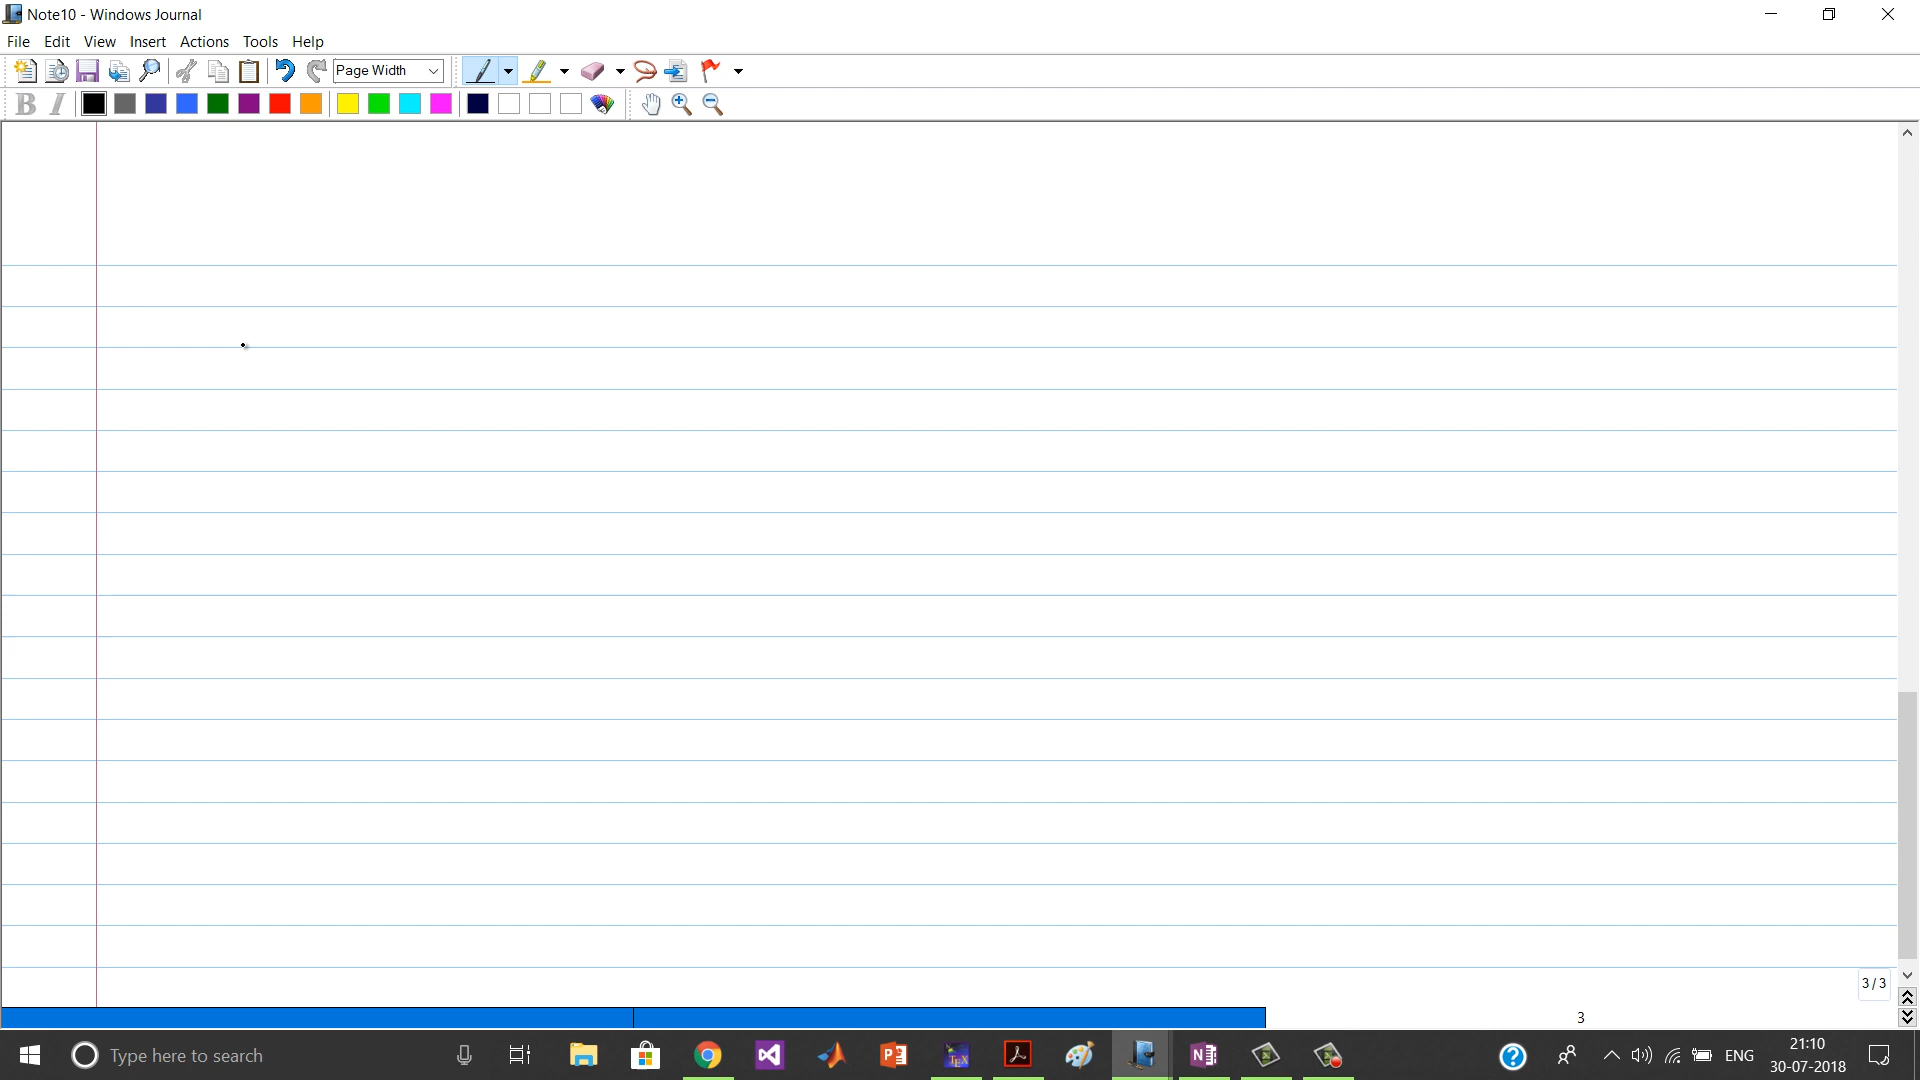 Note10 - Windows Journal
File Edit View Insert Actions Tools Help
Page Width
B I
3 / 3
3
Type here to search
ENG
21:10
30-07-2018